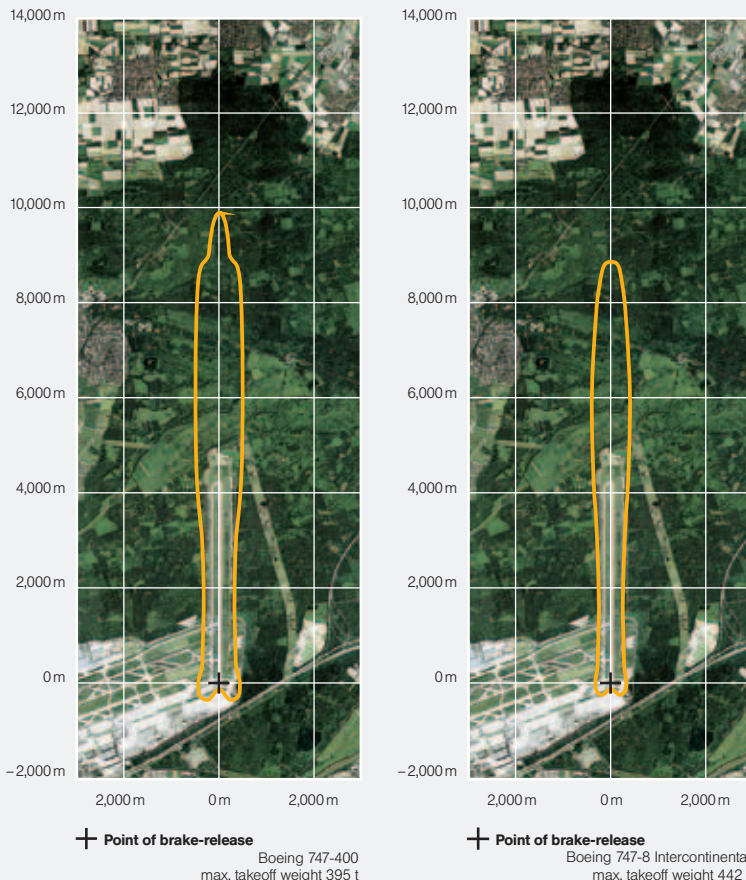 14,000 m
12,000 m
10,000 m
8,000 m
6,000 m
4,000 m
2,000 m
0 m
–2,000 m
2,000 m 0 m 2,000 m
Point of brake-release
Boeing 747-400
max. takeoff weight 395 t
14,000 m
12,000 m
10,000 m
8,000 m
6,000 m
4,000 m
2,000 m
0 m
–2,000 m
2,000 m 0 m 2,000 m
Point of brake-release
Boeing 747-8 Intercontinenta
max. takeoff weight 442